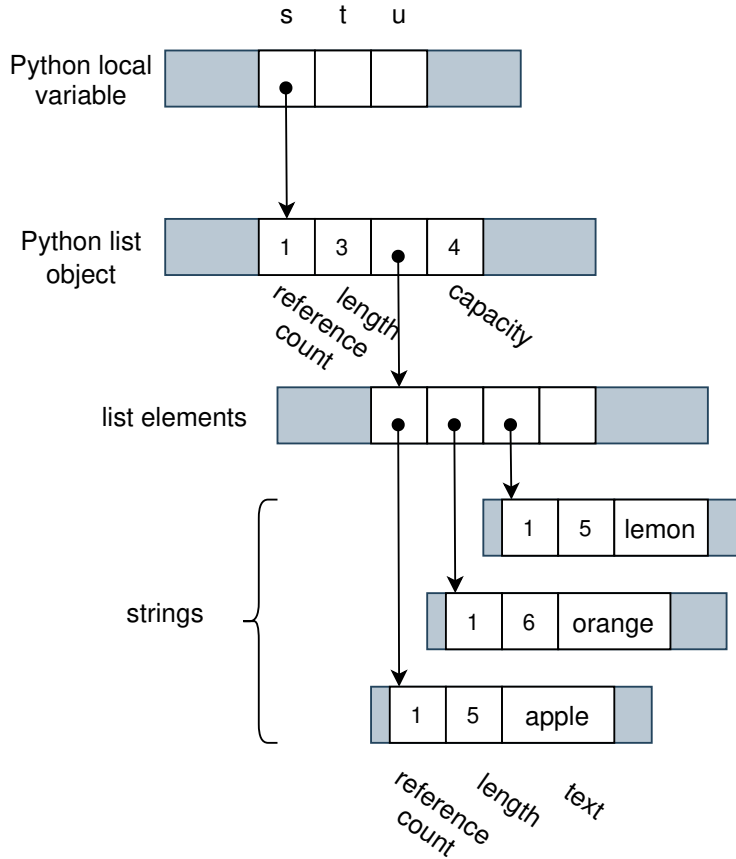 s t u
Python local
variable
Python list
object
1 3 4
reference
count
length
capacity
list elements
1 5 lemon
strings
1 6 orange
1 5 apple
reference
count
length
text